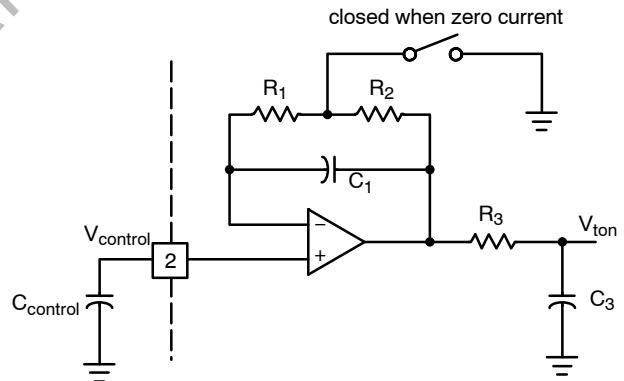 closed when zero current
R1
R2
C1
R3
Vton
Vcontrol
2
−
+
Ccontrol
C3